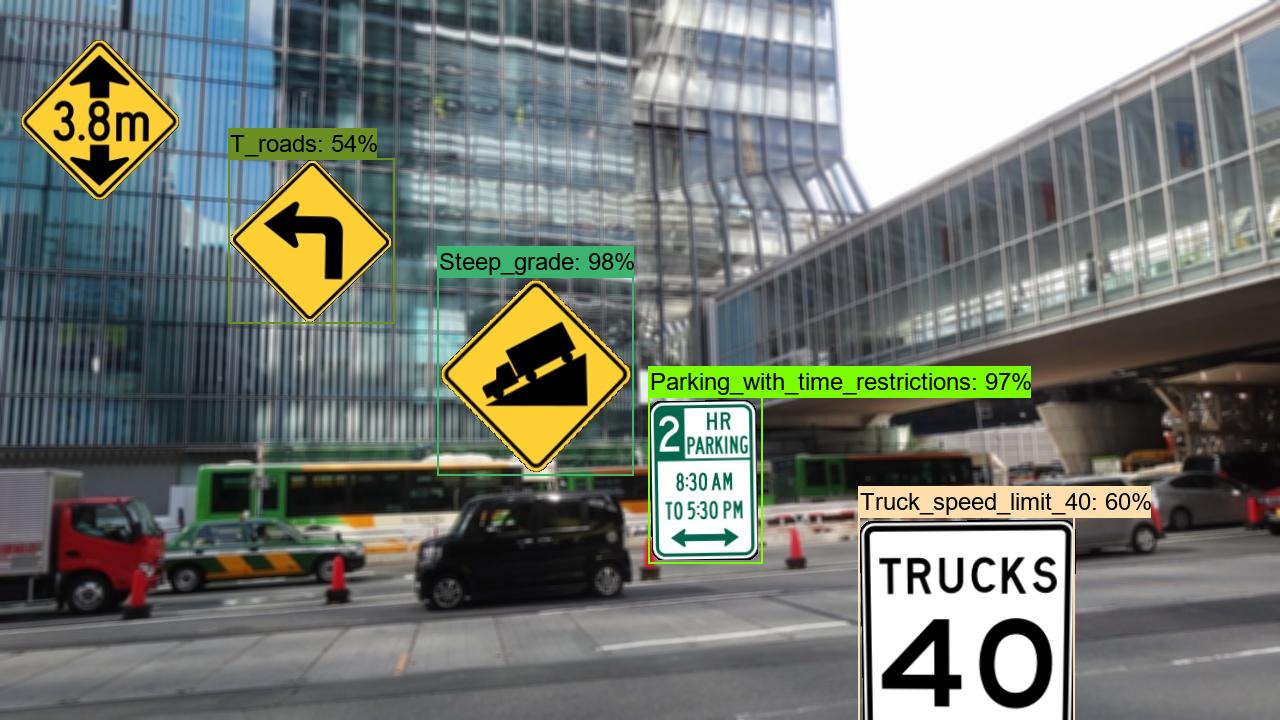 3.8m
T_roads: 54%
Steep_grade: 98%
Parking_with_time_restrictions: 97%
2 HR
PARKING
8:30 AM
TO 5:30 PM
Truck_speed_limit_40: 60%
TRUCKS
40